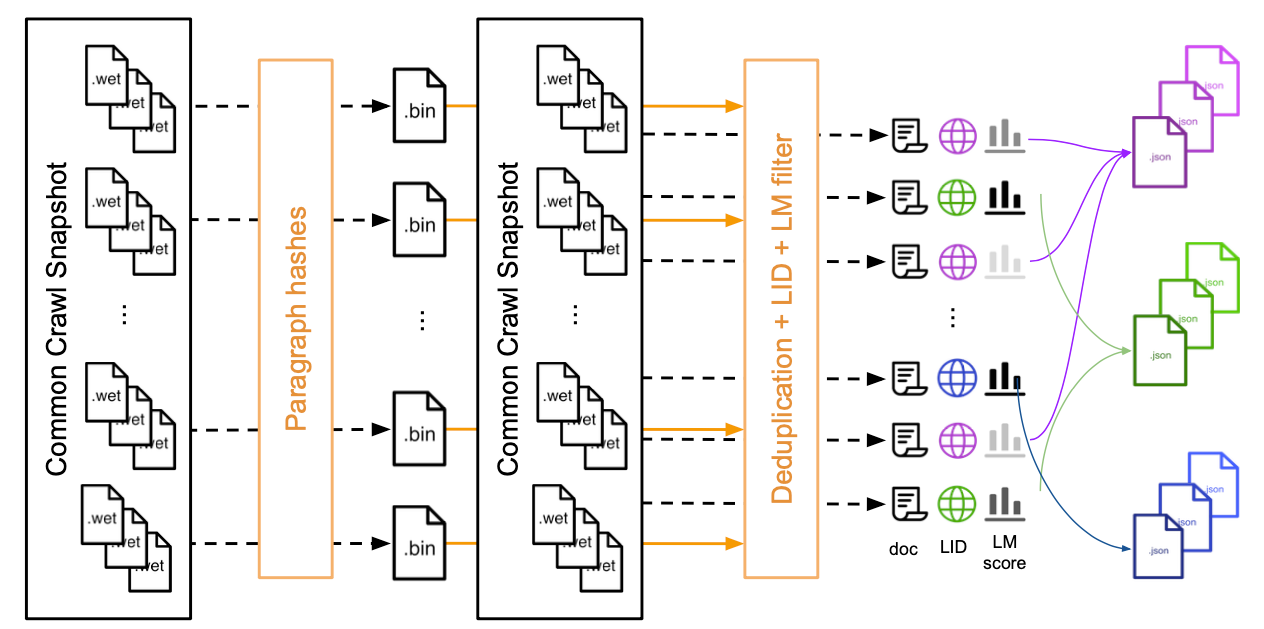 Common Crawl Snapshot
.wet
.wet
.wet
.wet
.wet
.wet
⋮
.wet
.wet
.wet
.wet
.wet
.wet
Paragraph hashes
.bin
.bin
⋮
.bin
.bin
Common Crawl Snapshot
.wet
.wet
.wet
.wet
.wet
.wet
⋮
.wet
.wet
.wet
.wet
.wet
.wet
Deduplication + LID + LM filter
⋮
doc
LID
LM
score
.json
.json
.json
.json
.json
.json
.json
.json
.json